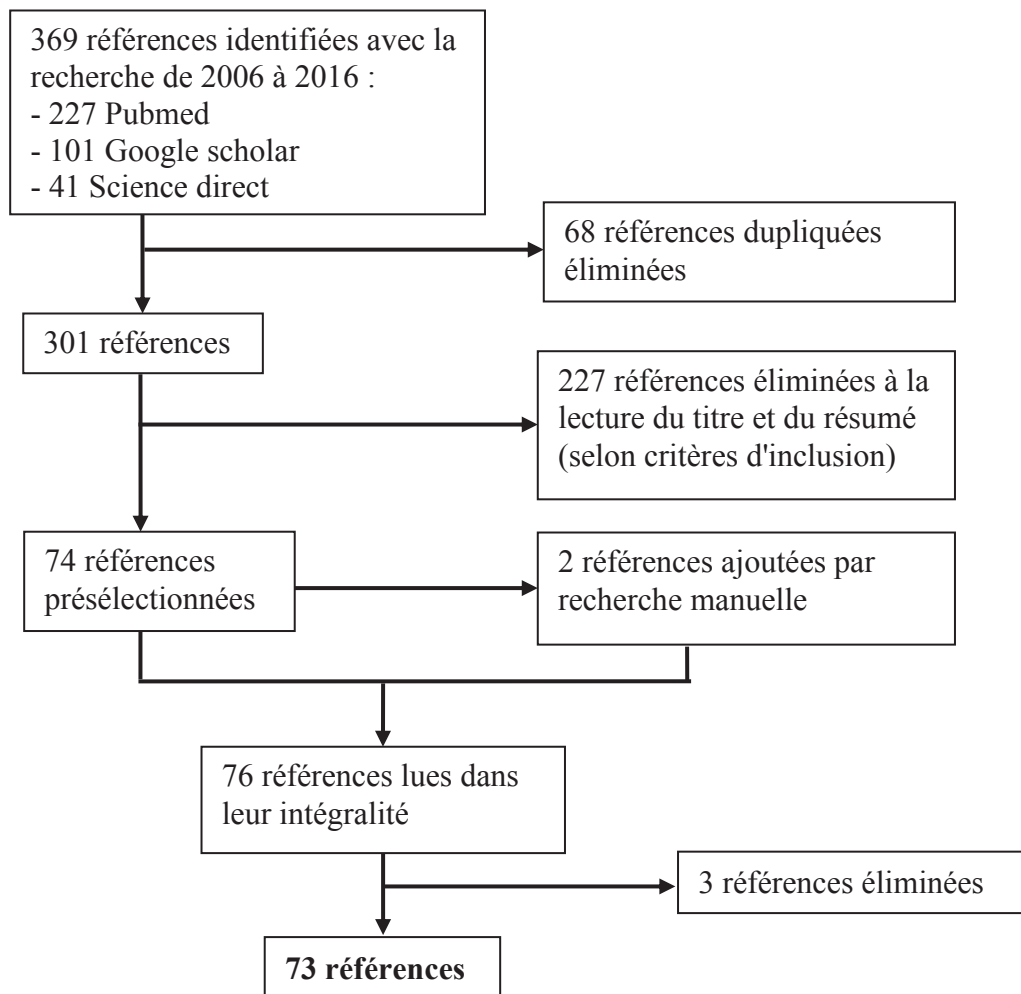 369 références identifiées avec la
recherche de 2006 à 2016 :
- 227 Pubmed
- 101 Google scholar
- 41 Science direct
68 références dupliquées
éliminées
301 références
227 références éliminées à la
lecture du titre et du résumé
(selon critères d'inclusion)
74 références
présélectionnées
2 références ajoutées par
recherche manuelle
76 références lues dans
leur intégralité
3 références éliminées
73 références